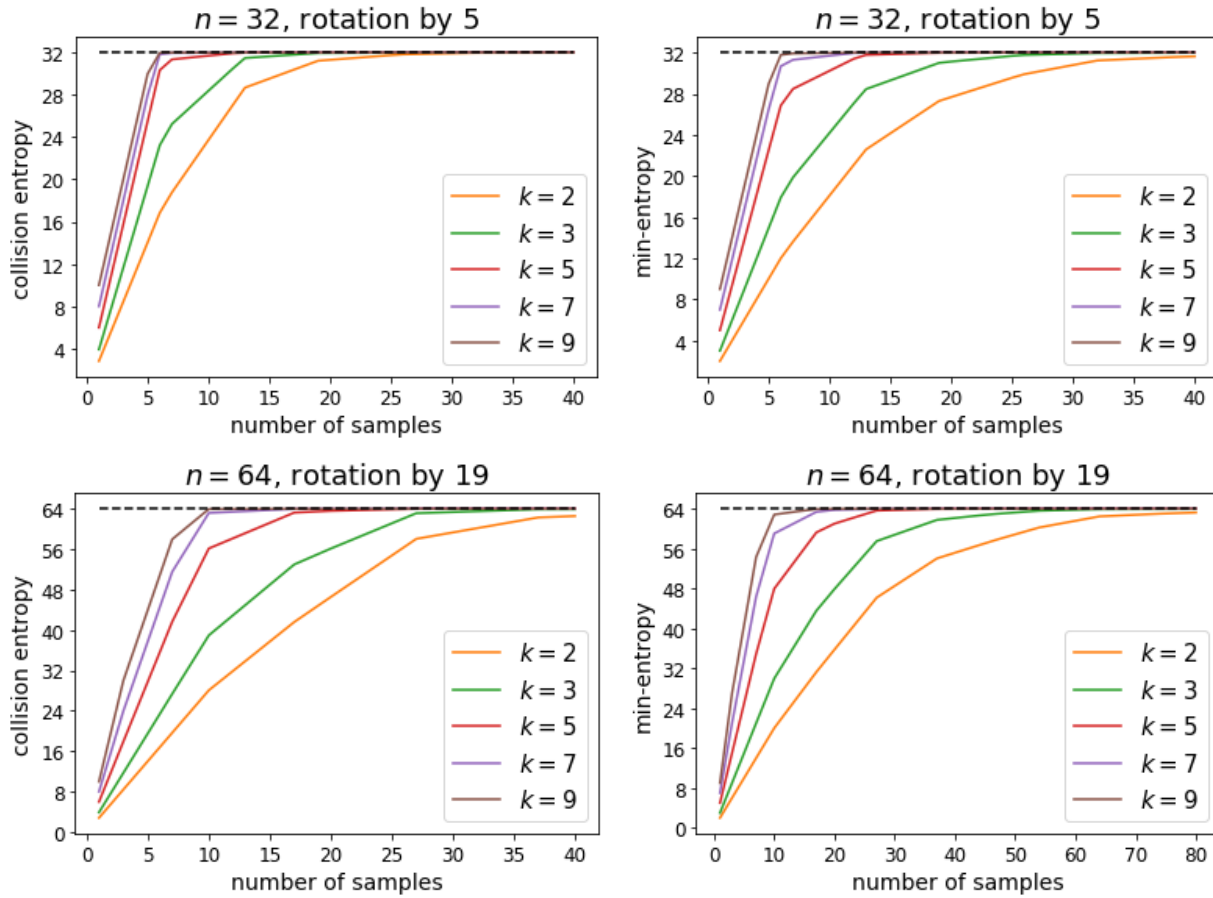 n = 32, rotation by 5
collision entropy
32
28
24
20
16
12
8
4
k = 2
k = 3
k = 5
k = 7
k = 9
0 5 10 15 20 25 30 35 40
number of samples
n = 32, rotation by 5
min-entropy
32
28
24
20
16
12
8
4
k = 2
k = 3
k = 5
k = 7
k = 9
0 5 10 15 20 25 30 35 40
number of samples
n = 64, rotation by 19
collision entropy
64
56
48
40
32
24
16
8
0
k = 2
k = 3
k = 5
k = 7
k = 9
0 5 10 15 20 25 30 35 40
number of samples
n = 64, rotation by 19
min-entropy
64
56
48
40
32
24
16
8
0
k = 2
k = 3
k = 5
k = 7
k = 9
0 10 20 30 40 50 60 70 80
number of samples